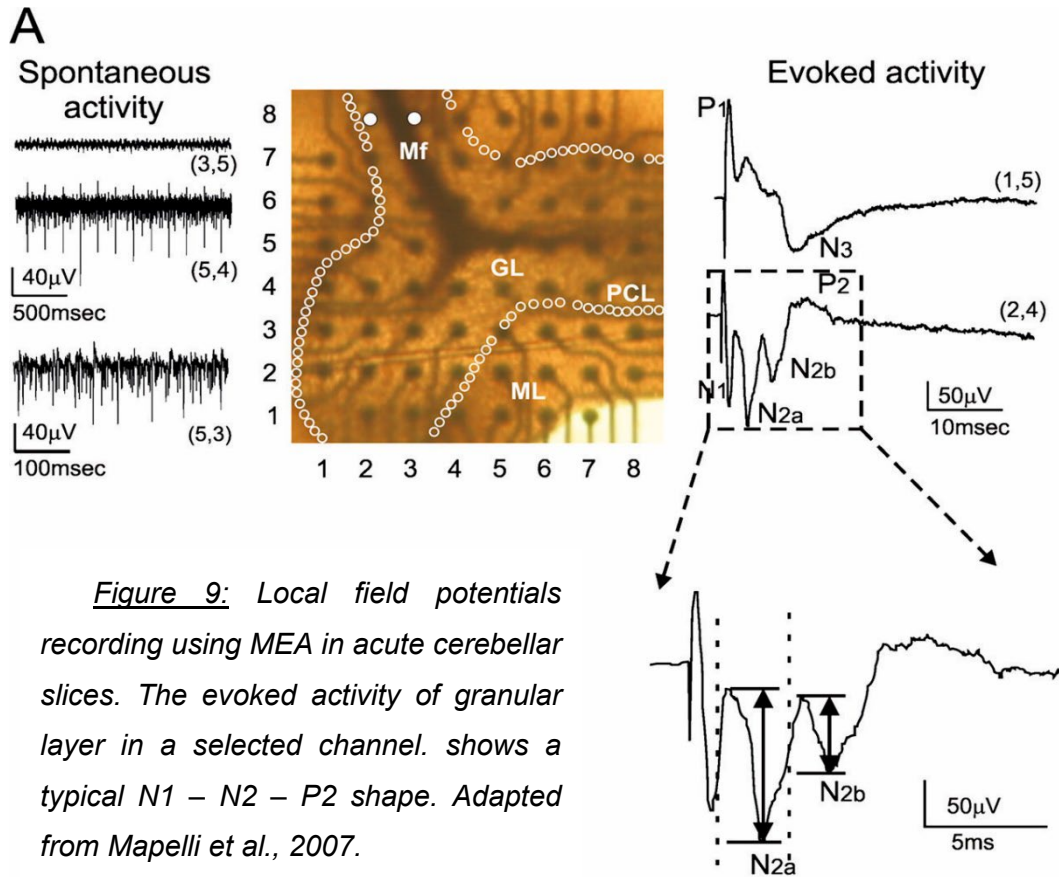 A
Spontaneous
activity
(3,5)
(5,4)
40µV
500msec
(5,3)
40µV
100msec
8
7
6
5
4
3
2
1
1 2 3 4 5 6 7 8
Mf
GL
PCL
ML
Evoked activity
P1
(1,5)
N3
P2
(2,4)
N2b
N1
N2a
50µV
10msec
N2b
N2a
50µV
5ms
Figure 9: Local field potentials
recording using MEA in acute cerebellar
slices. The evoked activity of granular
layer in a selected channel. shows a
typical N1 – N2 – P2 shape. Adapted
from Mapelli et al., 2007.